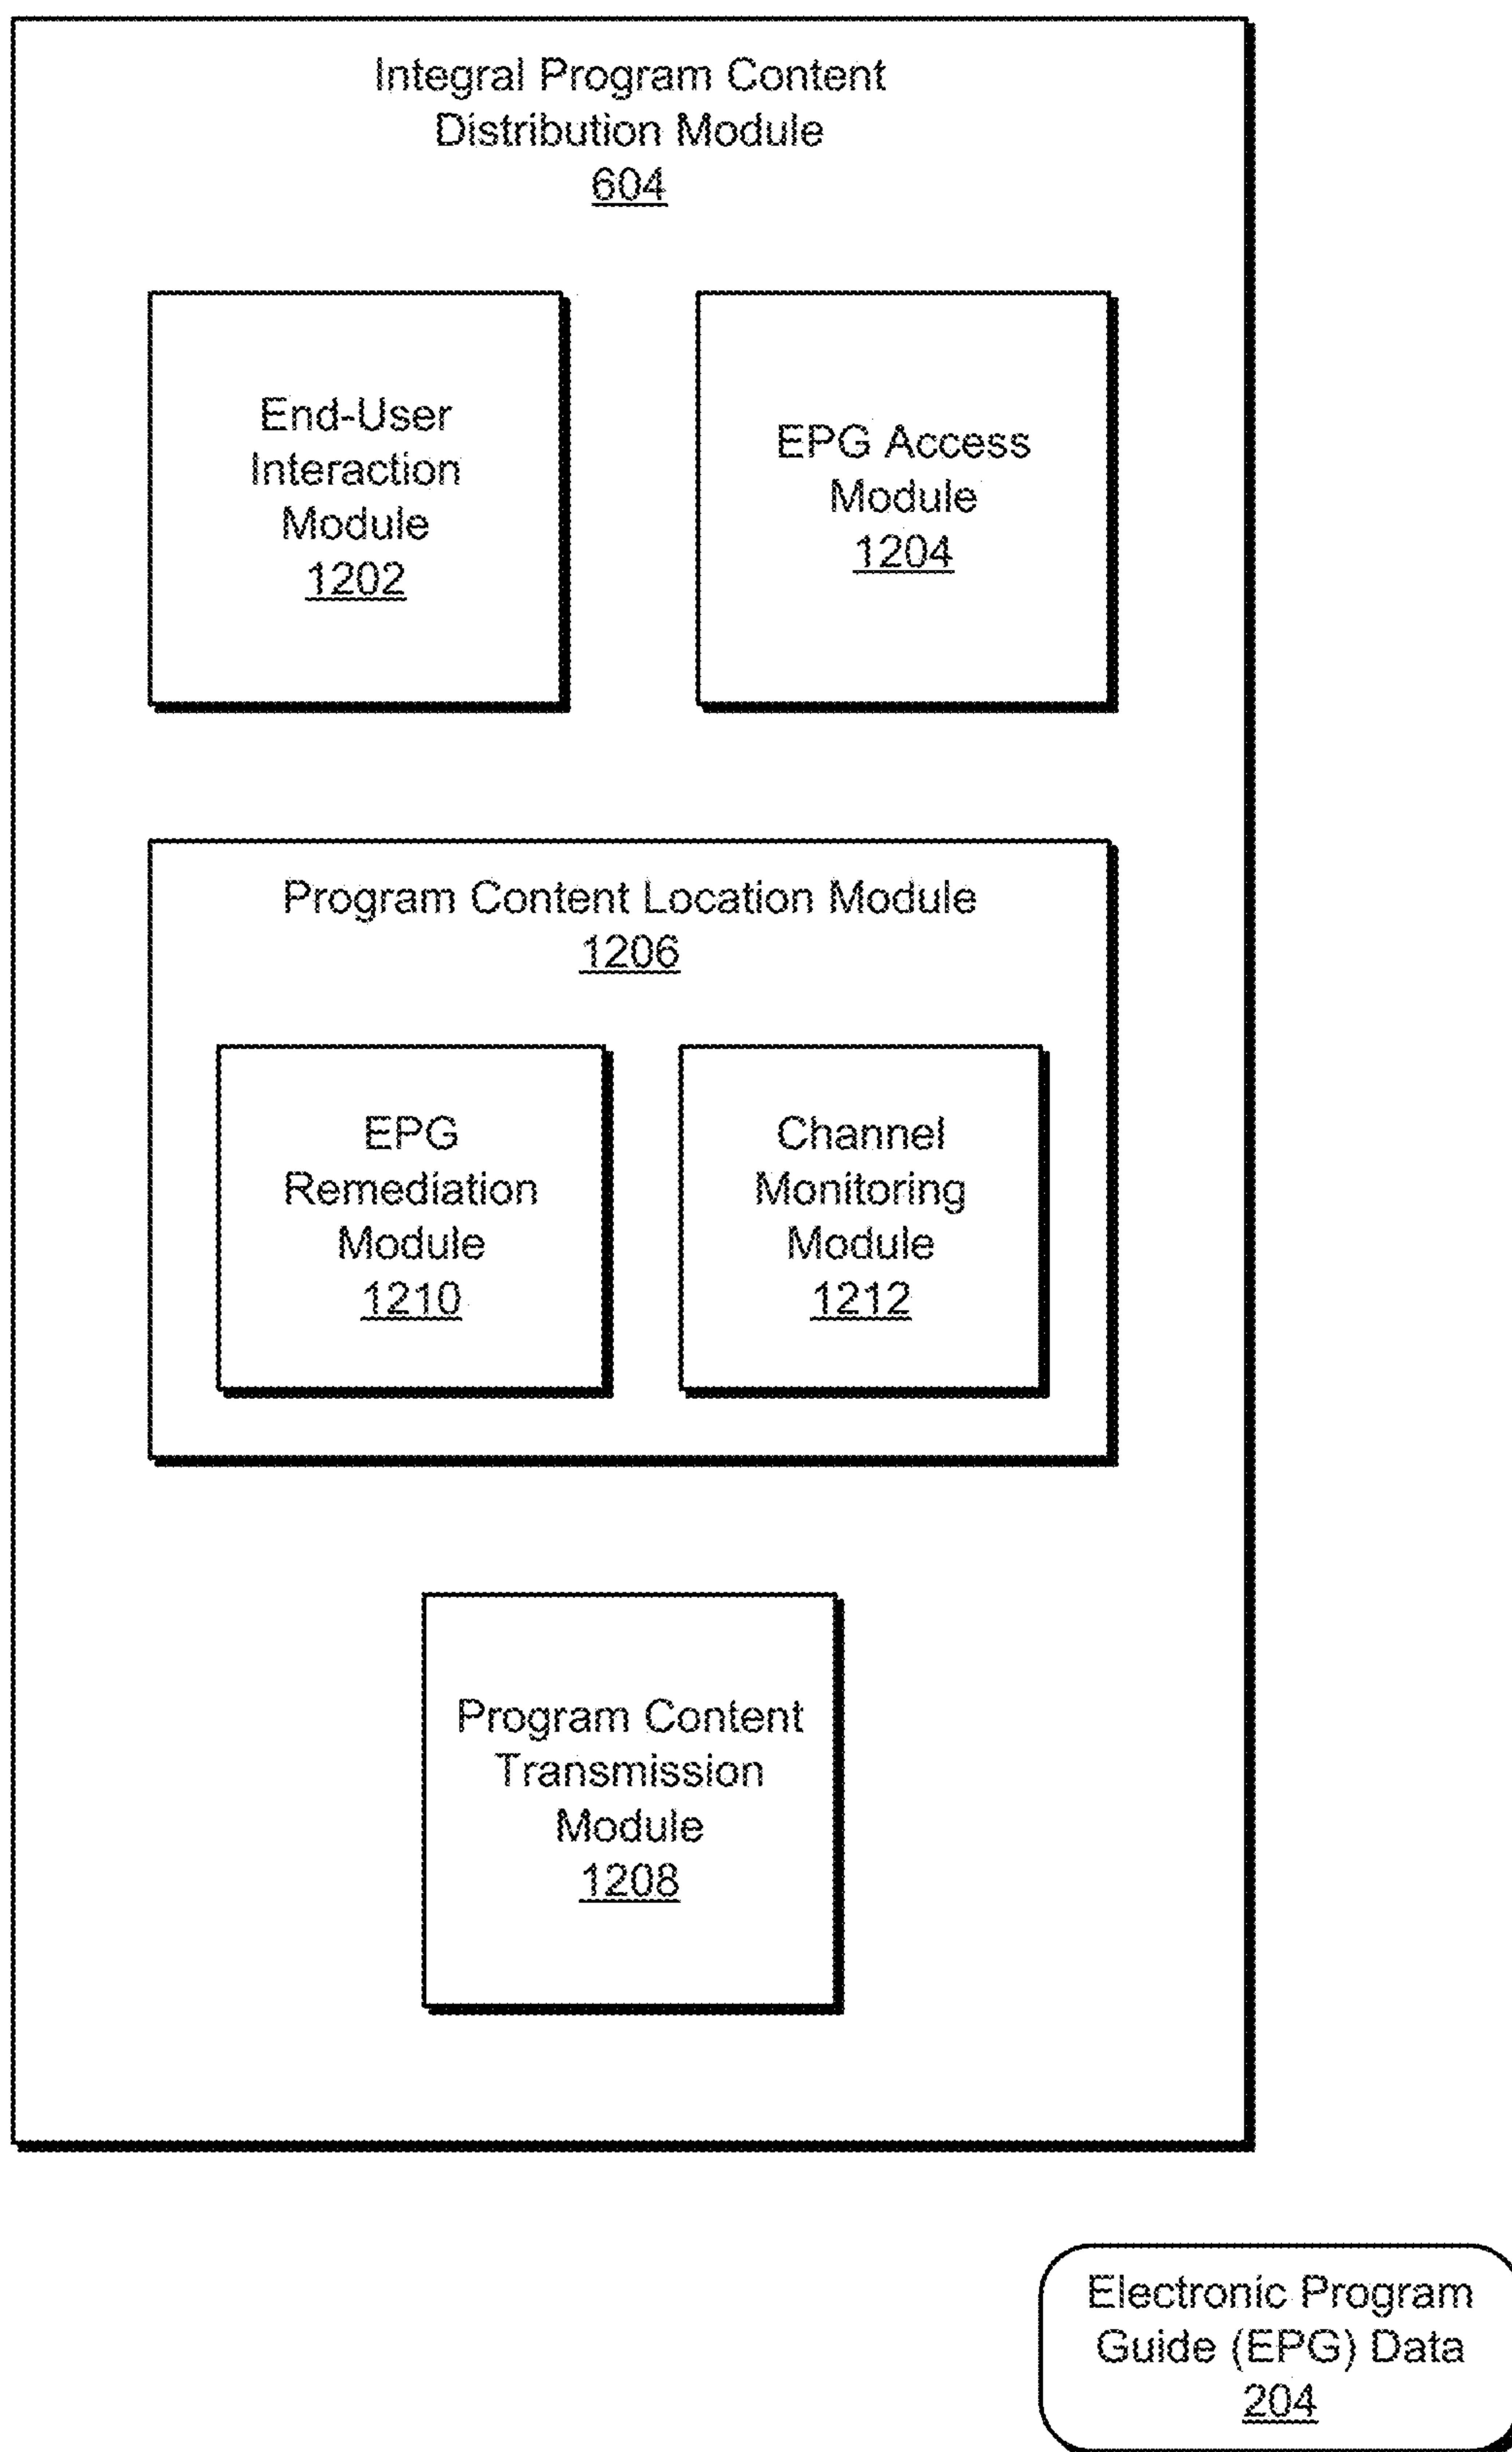 Integral Program Content
Distribution Module
604
End-User
Interaction
Module
1202
EPG Access
Module
1204
Program Content Location Module
1206
EPG
Remediation
Module
1210
Channel
Monitoring
Module
1212
Program Content
Transmission
Module
1208
Electronic Program
Guide (EPG) Data
204